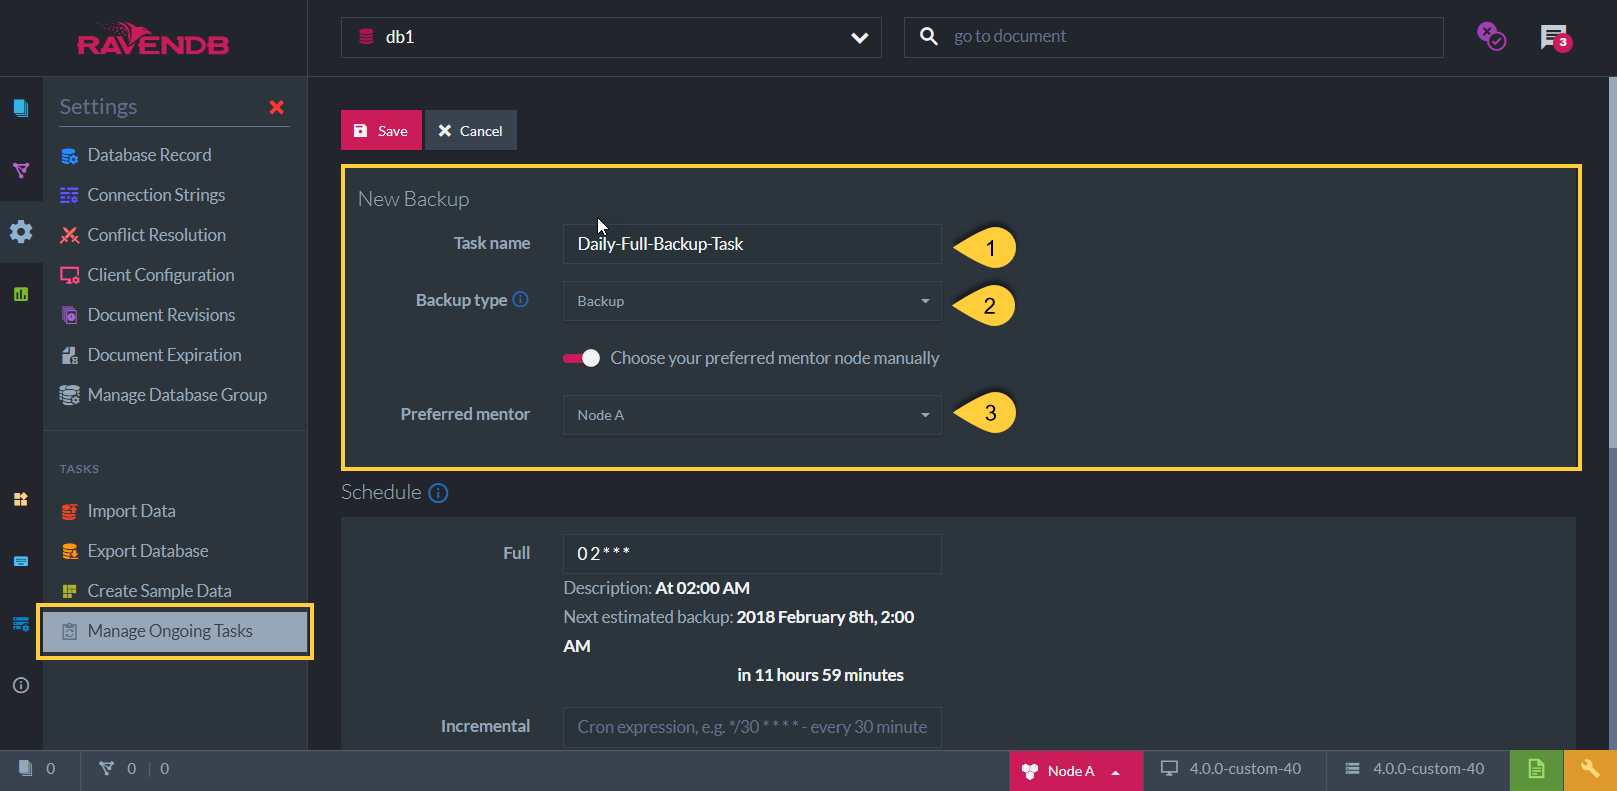 RAVENDB
db1
go to document
3
Settings
Database Record
Connection Strings
Conflict Resolution
Client Configuration
Document Revisions
Document Expiration
Manage Database Group
TASKS
Import Data
Export Database
Create Sample Data
Manage Ongoing Tasks
Save
Cancel
New Backup
Task name
Daily-Full-Backup-Task
1
Backup type
Backup
2
Choose your preferred mentor node manually
Preferred mentor
Node A
3
Schedule
Full
0 2 * * *
Description: At 02:00 AM
Next estimated backup: 2018 February 8th, 2:00
AM
in 11 hours 59 minutes
Incremental
Cron expression, e.g. */30 * * * * - every 30 minute
0
0 | 0
Node A
4.0.0-custom-40
4.0.0-custom-40